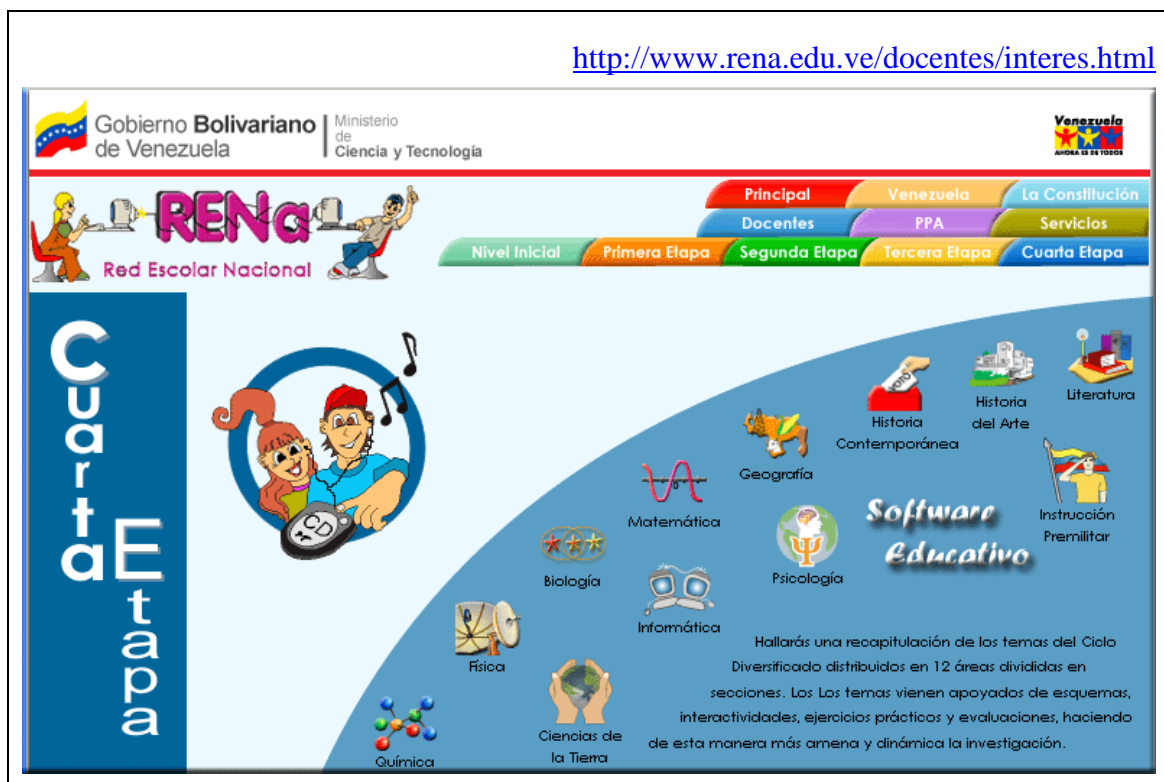 http://www.rena.edu.ve/docentes/interes.html
Gobierno Bolivariano
de Venezuela
Ministerio
de
Ciencia y Tecnología
Venezuela
AHORA ES DE TODOS
RENa
Red Escolar Nacional
Principal
Venezuela
La Constitución
Docentes
PPA
Servicios
Nivel Inicial
Primera Etapa
Segunda Etapa
Tercera Etapa
Cuarta Etapa
Cuarta
Etapa
CD
VOTO
Literatura
Historia
del Arte
Historia
Contemporánea
Geografía
Instrucción
Premilitar
Matemática
Software
Educativo
Psicología
Biología
Informática
Física
Ciencias de
la Tierra
Química
Hallarás una recapitulación de los temas del Ciclo
Diversificado distribuidos en 12 áreas divididas en
secciones. Los Los temas vienen apoyados de esquemas,
interactividades, ejercicios prácticos y evaluaciones, haciendo
de esta manera más amena y dinámica la investigación.